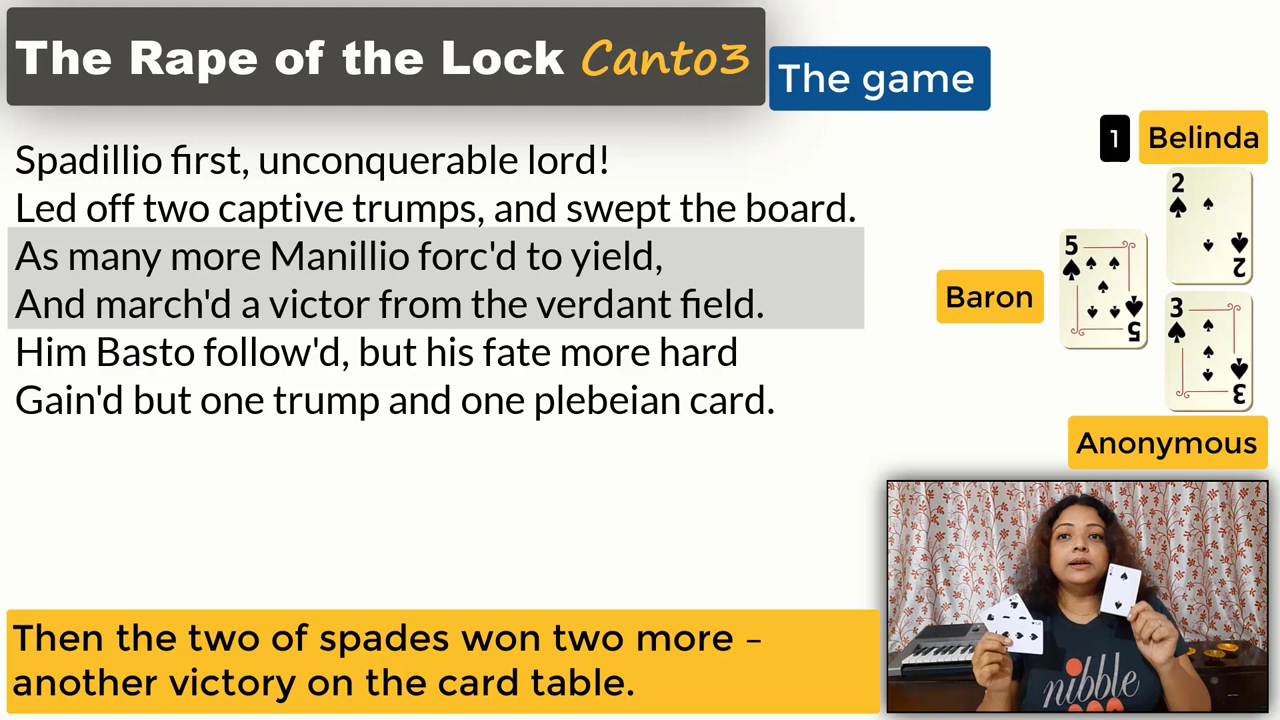 The Rape of the Lock Canto3
The game
Spadillio first, unconquerable lord!
Led off two captive trumps, and swept the board.
As many more Manillio forc'd to yield,
And march'd a victor from the verdant field.
Him Basto follow'd, but his fate more hard
Gain'd but one trump and one plebeian card.
1 Belinda
2
2
5
5
Baron
3
3
Anonymous
nibble
Then the two of spades won two more –
another victory on the card table.